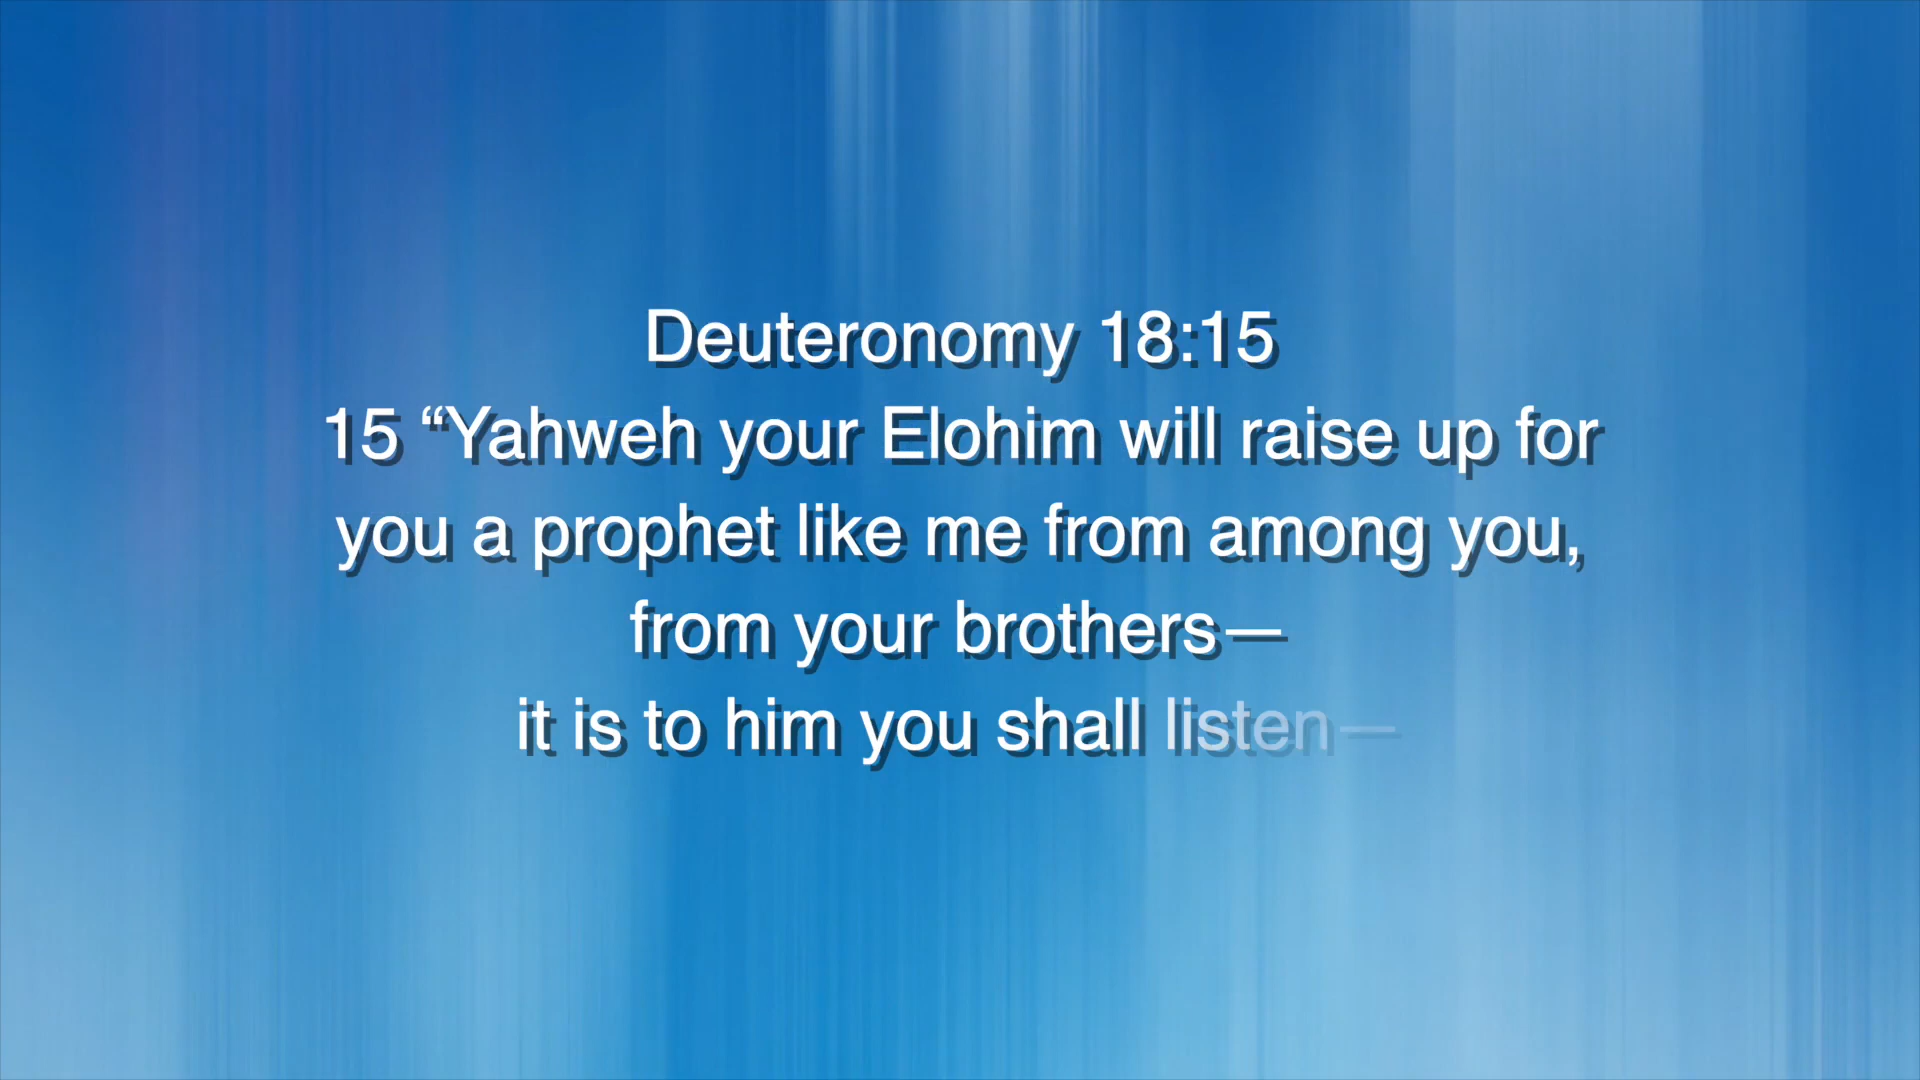 Deuteronomy 18:15
15 “Yahweh your Elohim will raise up for
you a prophet like me from among you,
from your brothers—
it is to him you shall listen—